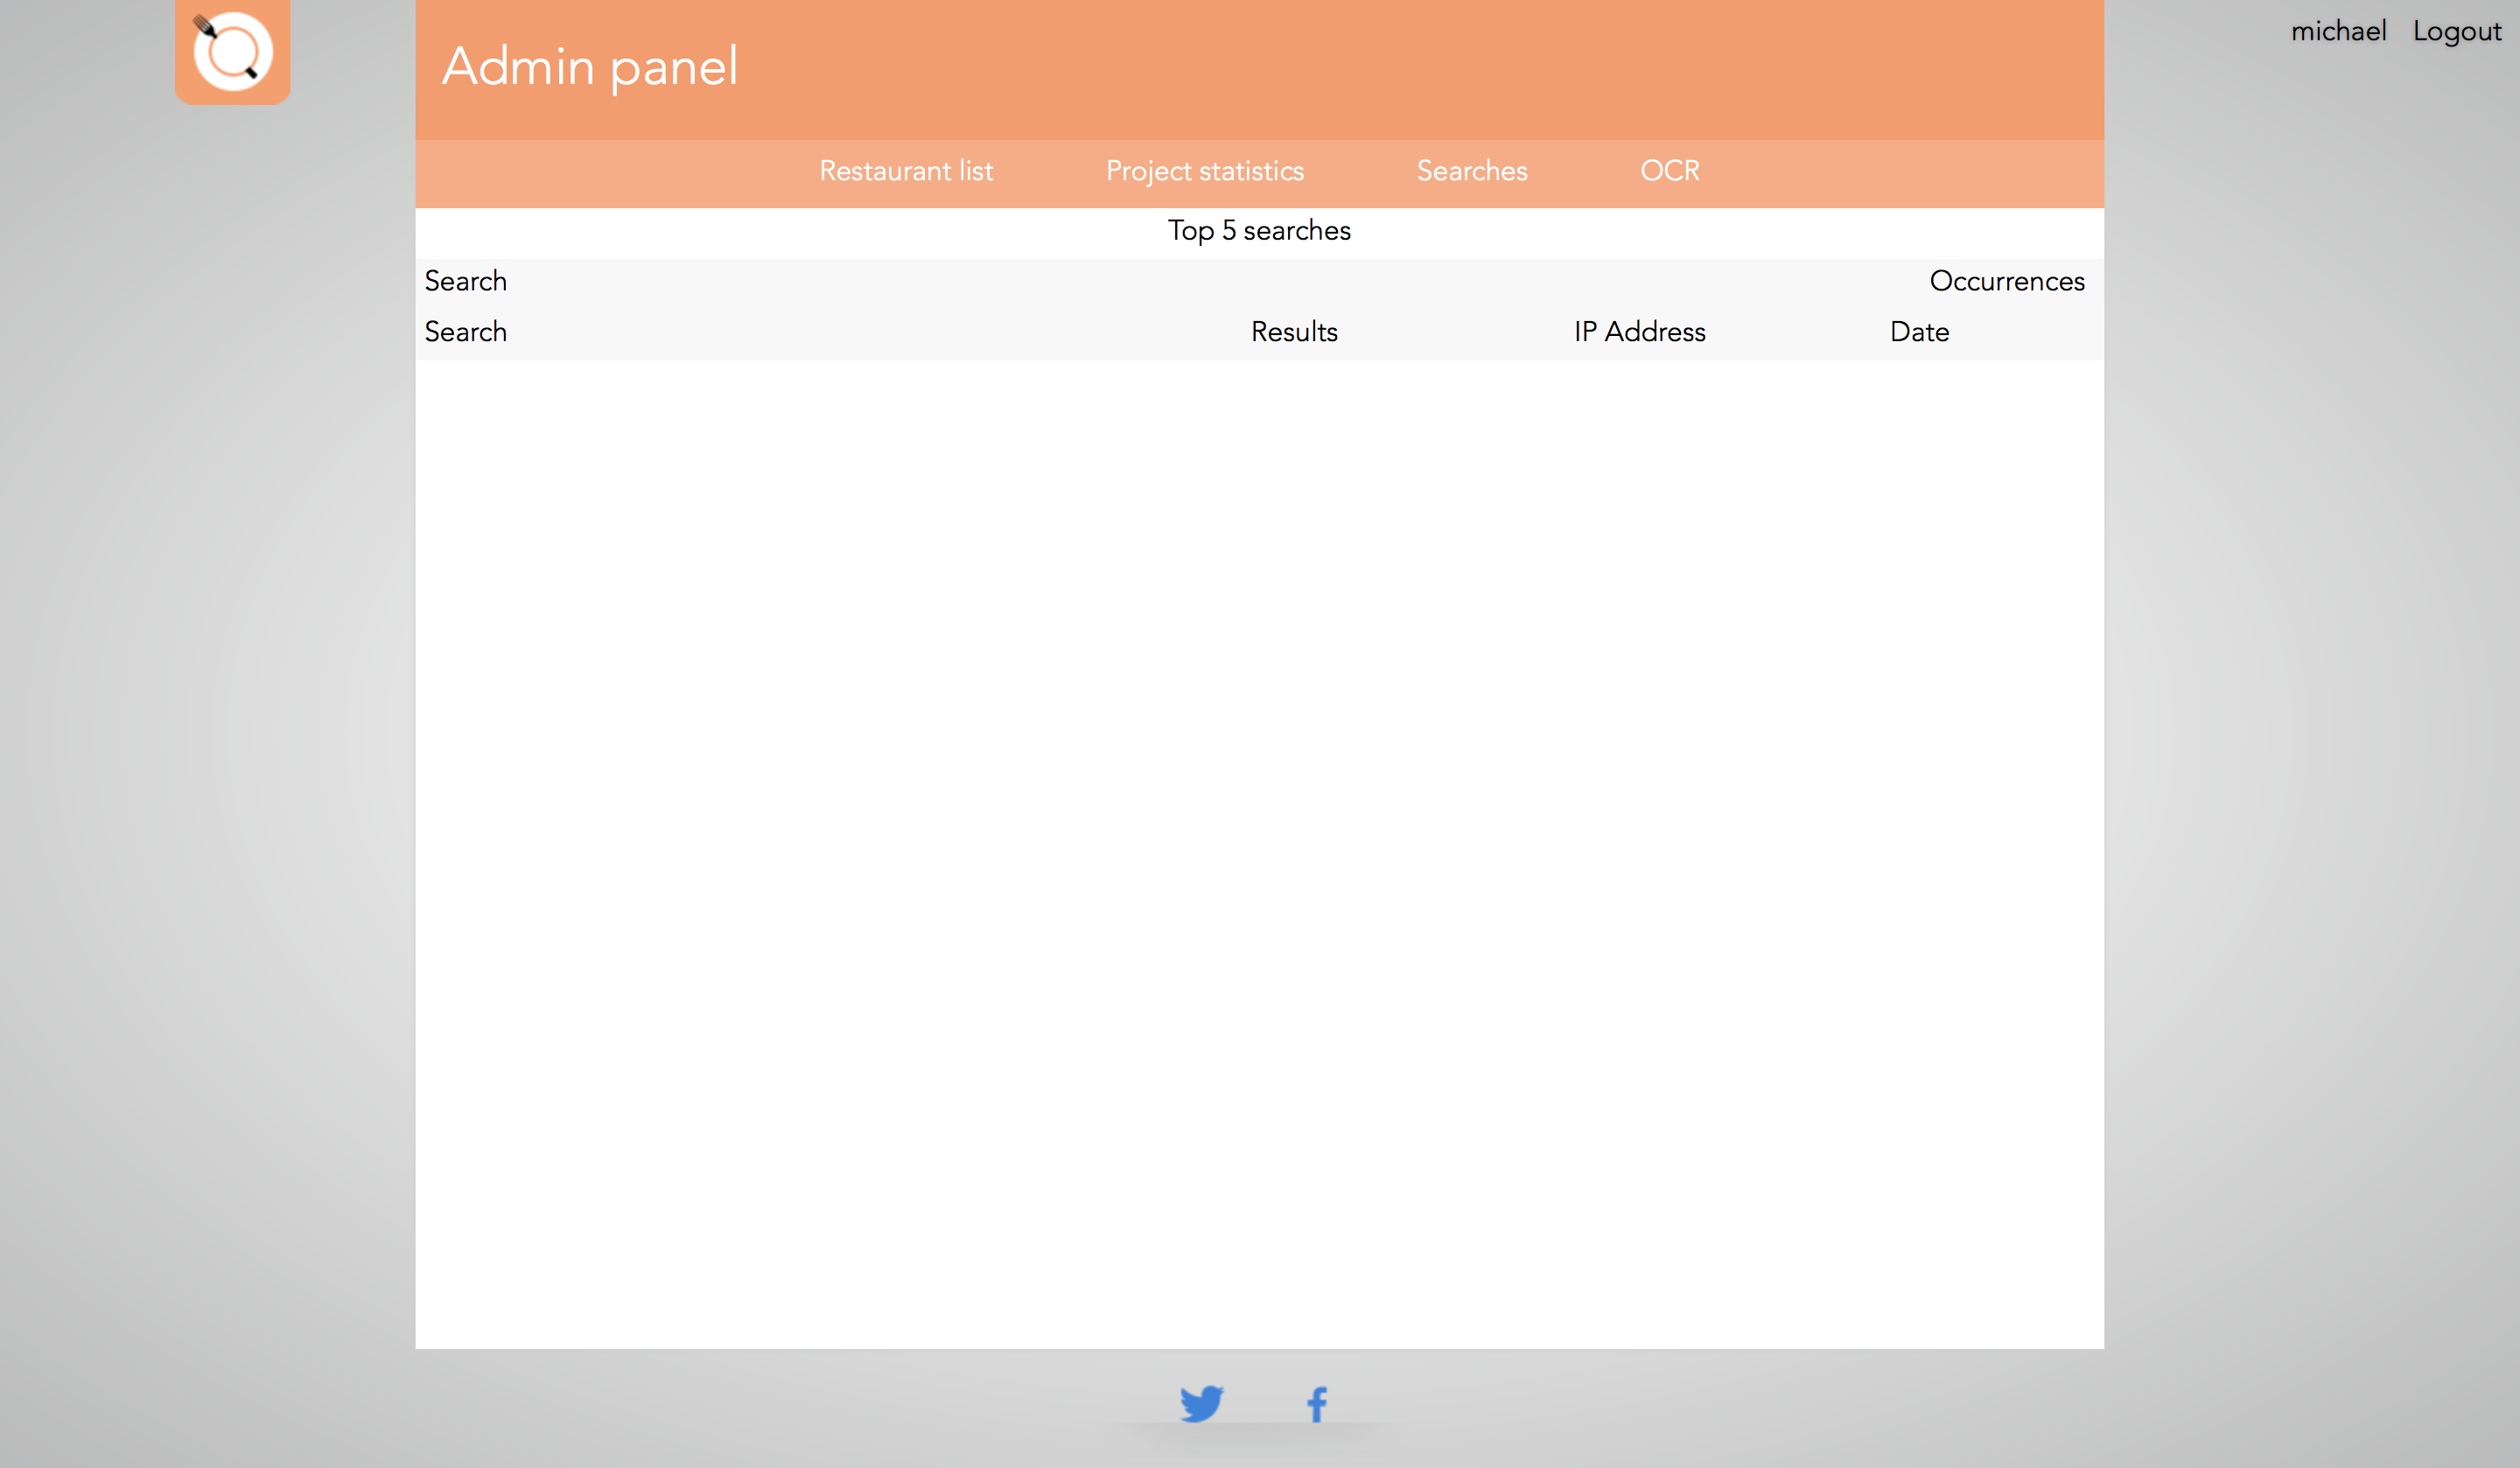 michael Logout
Admin panel
Restaurant list Project statistics Searches OCR
Top 5 searches
Search Occurrences
Search Results IP Address Date